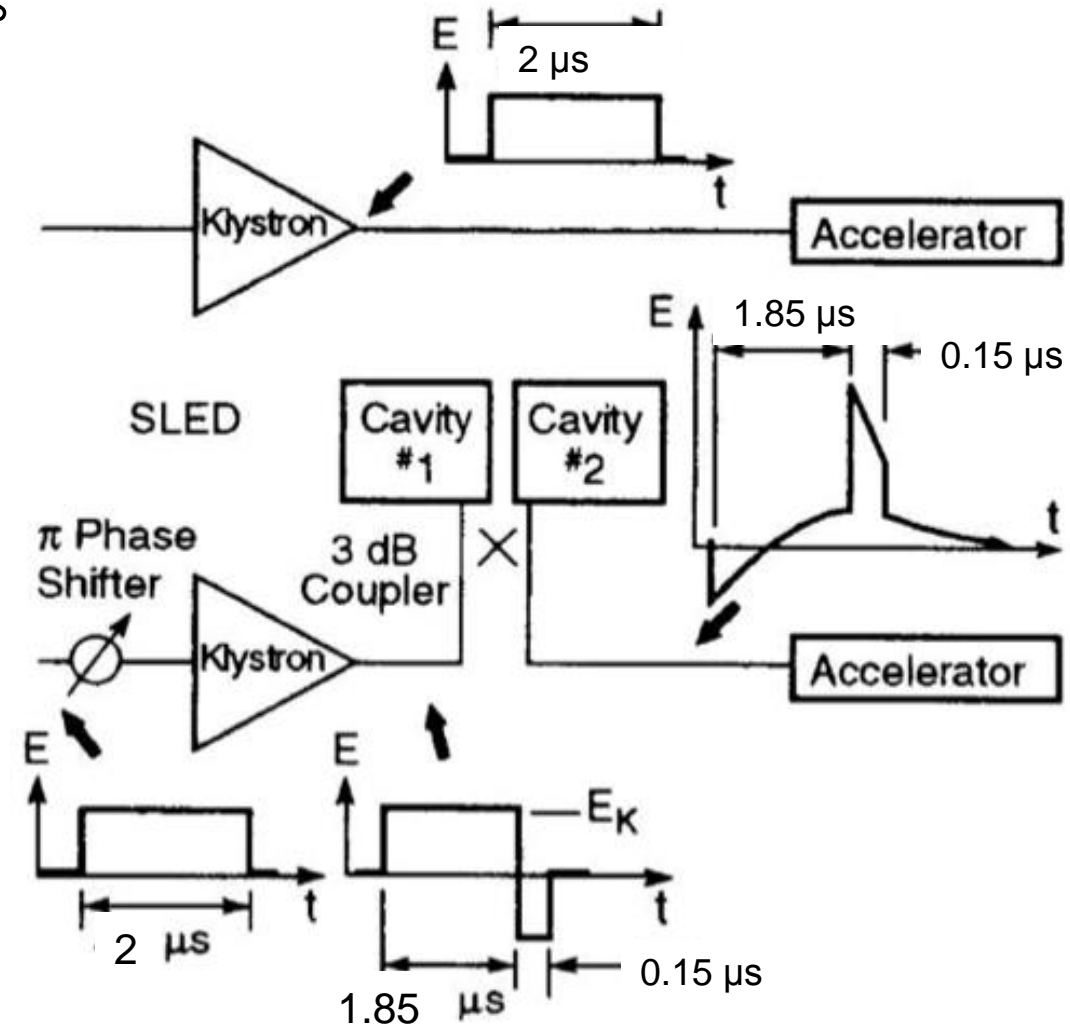 E
2 µs
t
Klystron
Accelerator
E
1.85 µs
0.15 µs
SLED
Cavity
#1
Cavity
#2
t
π Phase
Shifter
3 dB
Coupler
Klystron
Accelerator
E
E
E_K
t
t
2 µs
1.85 µs
0.15 µs